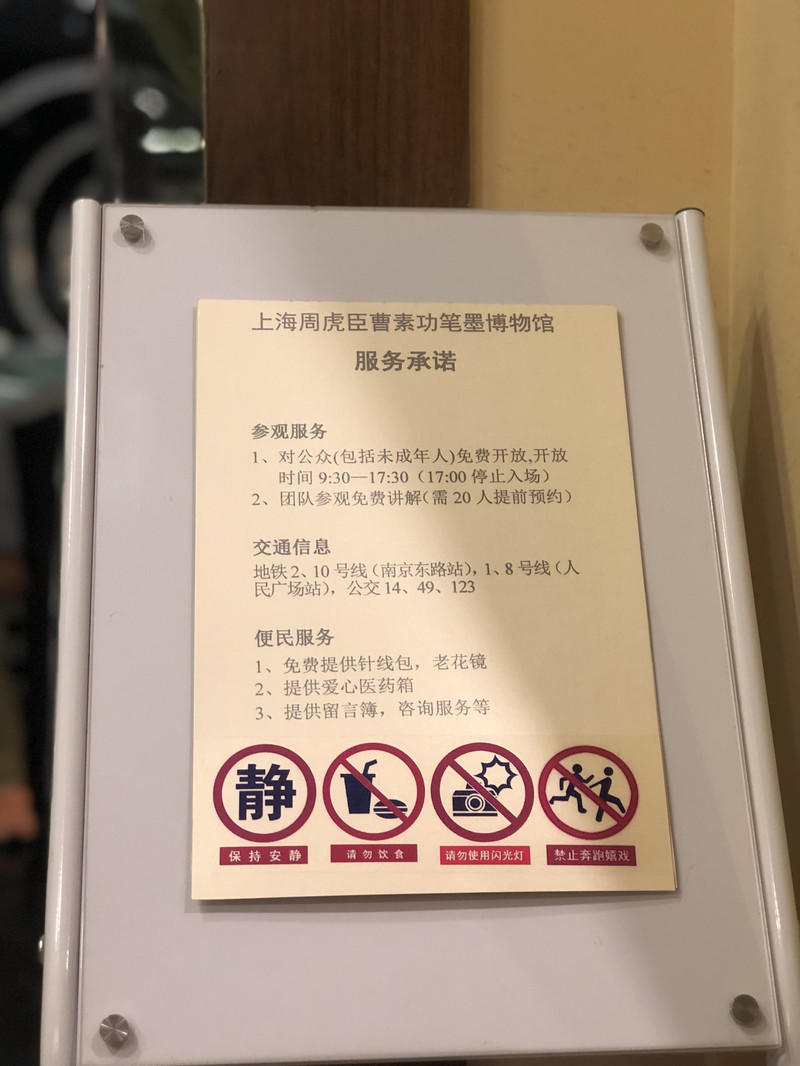 上海周虎臣曹素功笔墨博物馆
服务承诺
参观服务
1、对公众(包括未成年人)免费开放,开放
时间 9:30—17:30（17:00 停止入场）
2、团队参观免费讲解（需 20 人提前预约）
交通信息
地铁 2、10 号线（南京东路站），1、8 号线（人
民广场站），公交 14、49、123
便民服务
1、免费提供针线包，老花镜
2、提供爱心医药箱
3、提供留言簿，咨询服务等
静
保持安静
请勿饮食
请勿使用闪光灯
禁止奔跑嬉戏